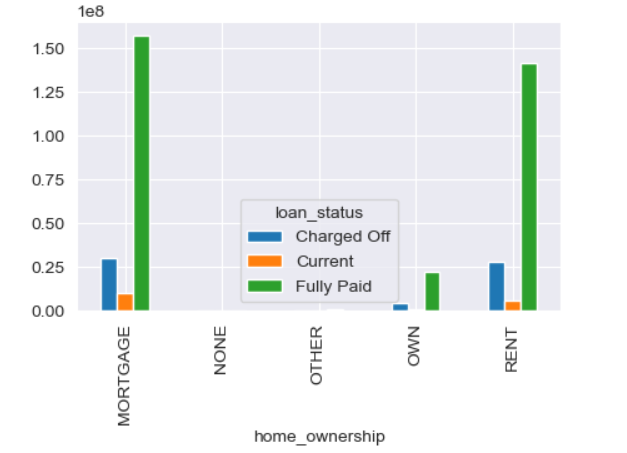 1e8
1.50
1.25
1.00
0.75
0.50
0.25
0.00
loan_status
Charged Off
Current
Fully Paid
MORTGAGE
NONE
OTHER
OWN
RENT
home_ownership